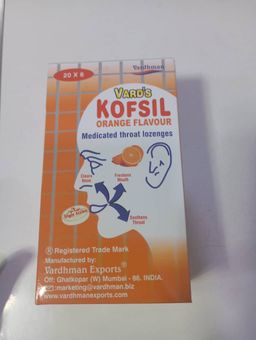 Vardhman
20 X 6
VARD'S
KOFSIL
ORANGE FLAVOUR
Medicated throat lozenges
Clears
Nose
Freshens
Mouth
Soothens
Throat
® Registered Trade Mark
Manufactured by:
Vardhman Exports®
Off: Ghatkopar (W) Mumbai - 86. INDIA.
marketing@vardhman.biz
www.vardhmanexports.com